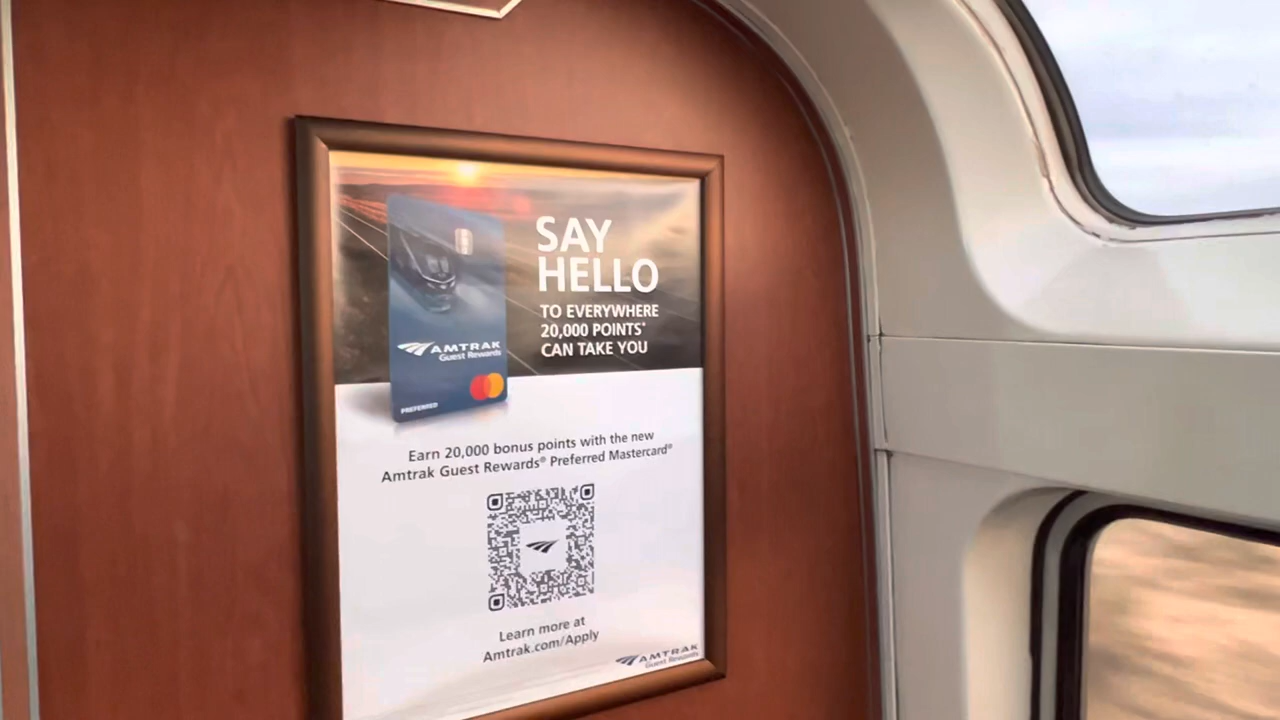 SAY
HELLO
TO EVERYWHERE
20,000 POINTS*
CAN TAKE YOU
AMTRAK
Guest Rewards
PREFERRED
Earn 20,000 bonus points with the new
Amtrak Guest Rewards® Preferred Mastercard®
Learn more at
Amtrak.com/Apply
AMTRAK
Guest Rewards